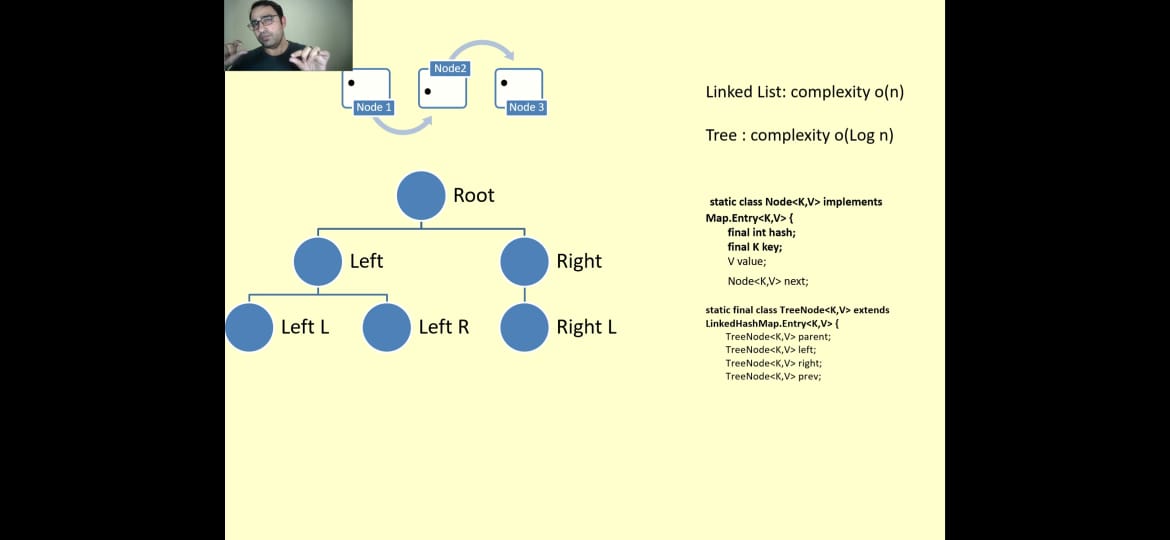 Node2
Node 1
Node 3
Linked List: complexity o(n)
Tree : complexity o(Log n)
Root
Left
Right
Left L
Left R
Right L
static class Node<K,V> implements
Map.Entry<K,V> {
final int hash;
final K key;
V value;
Node<K,V> next;
static final class TreeNode<K,V> extends
LinkedHashMap.Entry<K,V> {
TreeNode<K,V> parent;
TreeNode<K,V> left;
TreeNode<K,V> right;
TreeNode<K,V> prev;